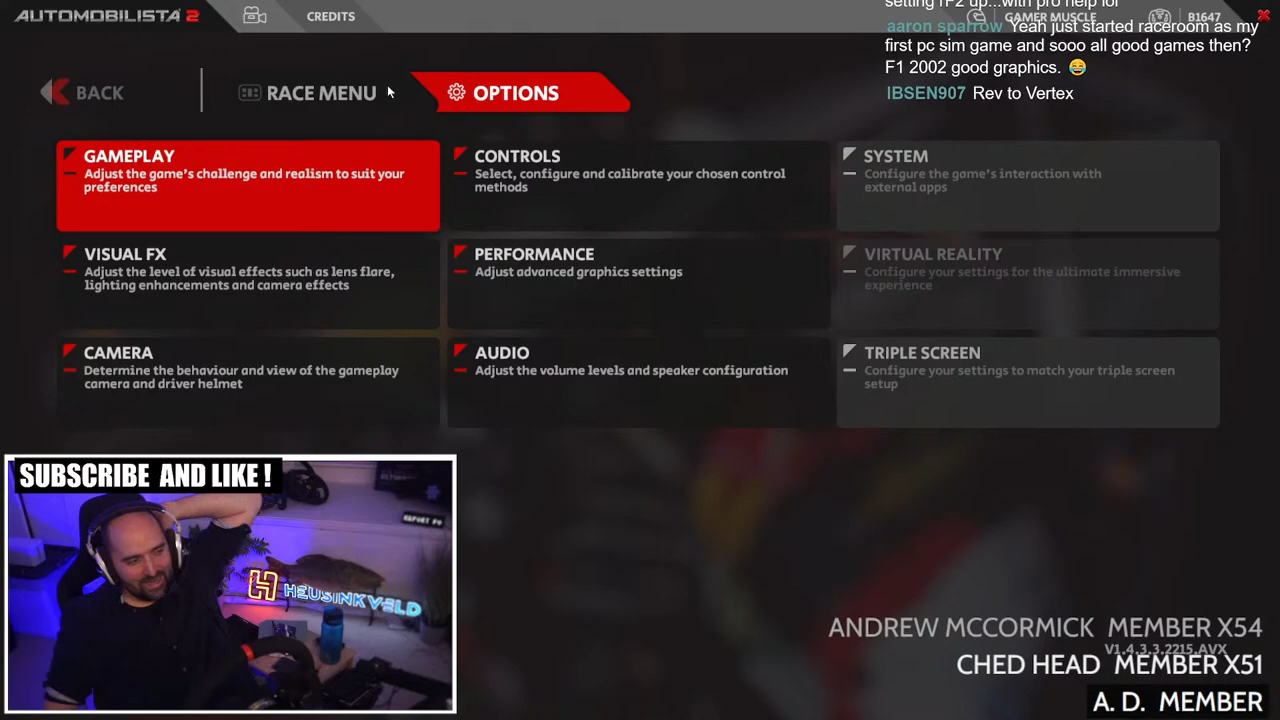 AUTOMOBILISTA 2
CREDITS
GAMER MUSCLE
B1647
setting rF2 up...with pro help lol
aaron sparrow Yeah just started raceroom as my
first pc sim game and sooo all good games then?
F1 2002 good graphics. 😂
IBSEN907 Rev to Vertex
BACK
RACE MENU
OPTIONS
GAMEPLAY
Adjust the game's challenge and realism to suit your
preferences
CONTROLS
Select, configure and calibrate your chosen control
methods
SYSTEM
Configure the game's interaction with
external apps
VISUAL FX
Adjust the level of visual effects such as lens flare,
lighting enhancements and camera effects
PERFORMANCE
Adjust advanced graphics settings
VIRTUAL REALITY
Configure your settings for the ultimate immersive
experience
CAMERA
Determine the behaviour and view of the gameplay
camera and driver helmet
AUDIO
Adjust the volume levels and speaker configuration
TRIPLE SCREEN
Configure your settings to match your triple screen
setup
SUBSCRIBE AND LIKE !
HEUSINKVELD
ANDREW MCCORMICK MEMBER X54
V1.4.3.3.2215.AVX
CHED HEAD MEMBER X51
A. D. MEMBER